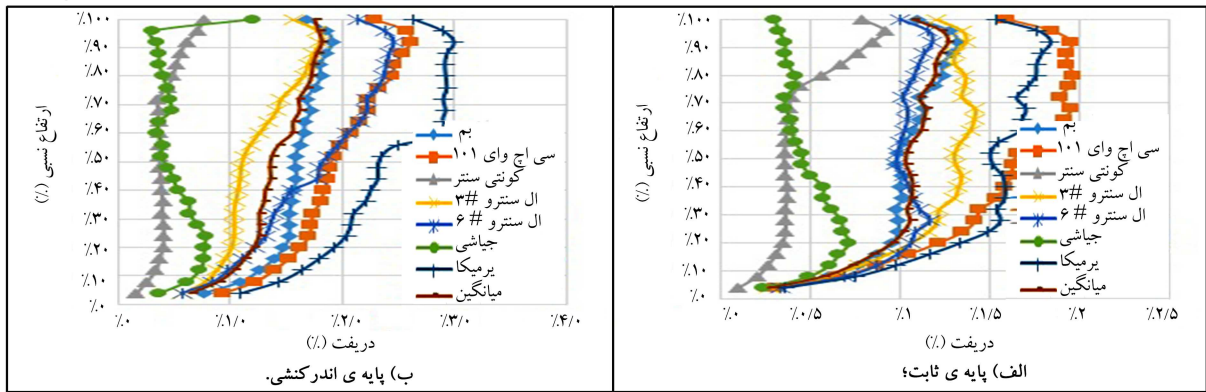 ٪۱۰۰
٪۹۰
٪۸۰
٪۷۰
٪۶۰
٪۵۰
٪۴۰
٪۳۰
٪۲۰
٪۱۰
٪۰
ارتفاع نسبی (٪)
بم
سی اچ وای ۱۰۱
کونتی سنتر
ال سنترو #۳
ال سنترو # ۶
جیاشی
یرمیکا
میانگین
٪۰ ٪۰/۵ ٪۱ ٪۱/۵ ٪۲ ٪۲/۵
دریفت (٪)
الف) پایه ی ثابت؛
٪۱۰۰
٪۹۰
٪۸۰
٪۷۰
٪۶۰
٪۵۰
٪۴۰
٪۳۰
٪۲۰
٪۱۰
٪۰
ارتفاع نسبی (٪)
بم
سی اچ وای ۱۰۱
کونتی سنتر
ال سنترو #۳
ال سنترو # ۶
جیاشی
یرمیکا
میانگین
٪۰ ٪۱/۰ ٪۲/۰ ٪۳/۰ ٪۴/۰
دریفت (٪)
ب) پایه ی اندرکنشی.